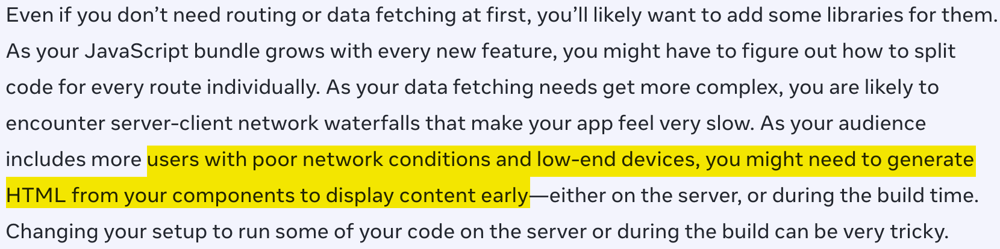 Even if you don’t need routing or data fetching at first, you’ll likely want to add some libraries for them.
As your JavaScript bundle grows with every new feature, you might have to figure out how to split
code for every route individually. As your data fetching needs get more complex, you are likely to
encounter server-client network waterfalls that make your app feel very slow. As your audience
includes more users with poor network conditions and low-end devices, you might need to generate
HTML from your components to display content early—either on the server, or during the build time.
Changing your setup to run some of your code on the server or during the build can be very tricky.